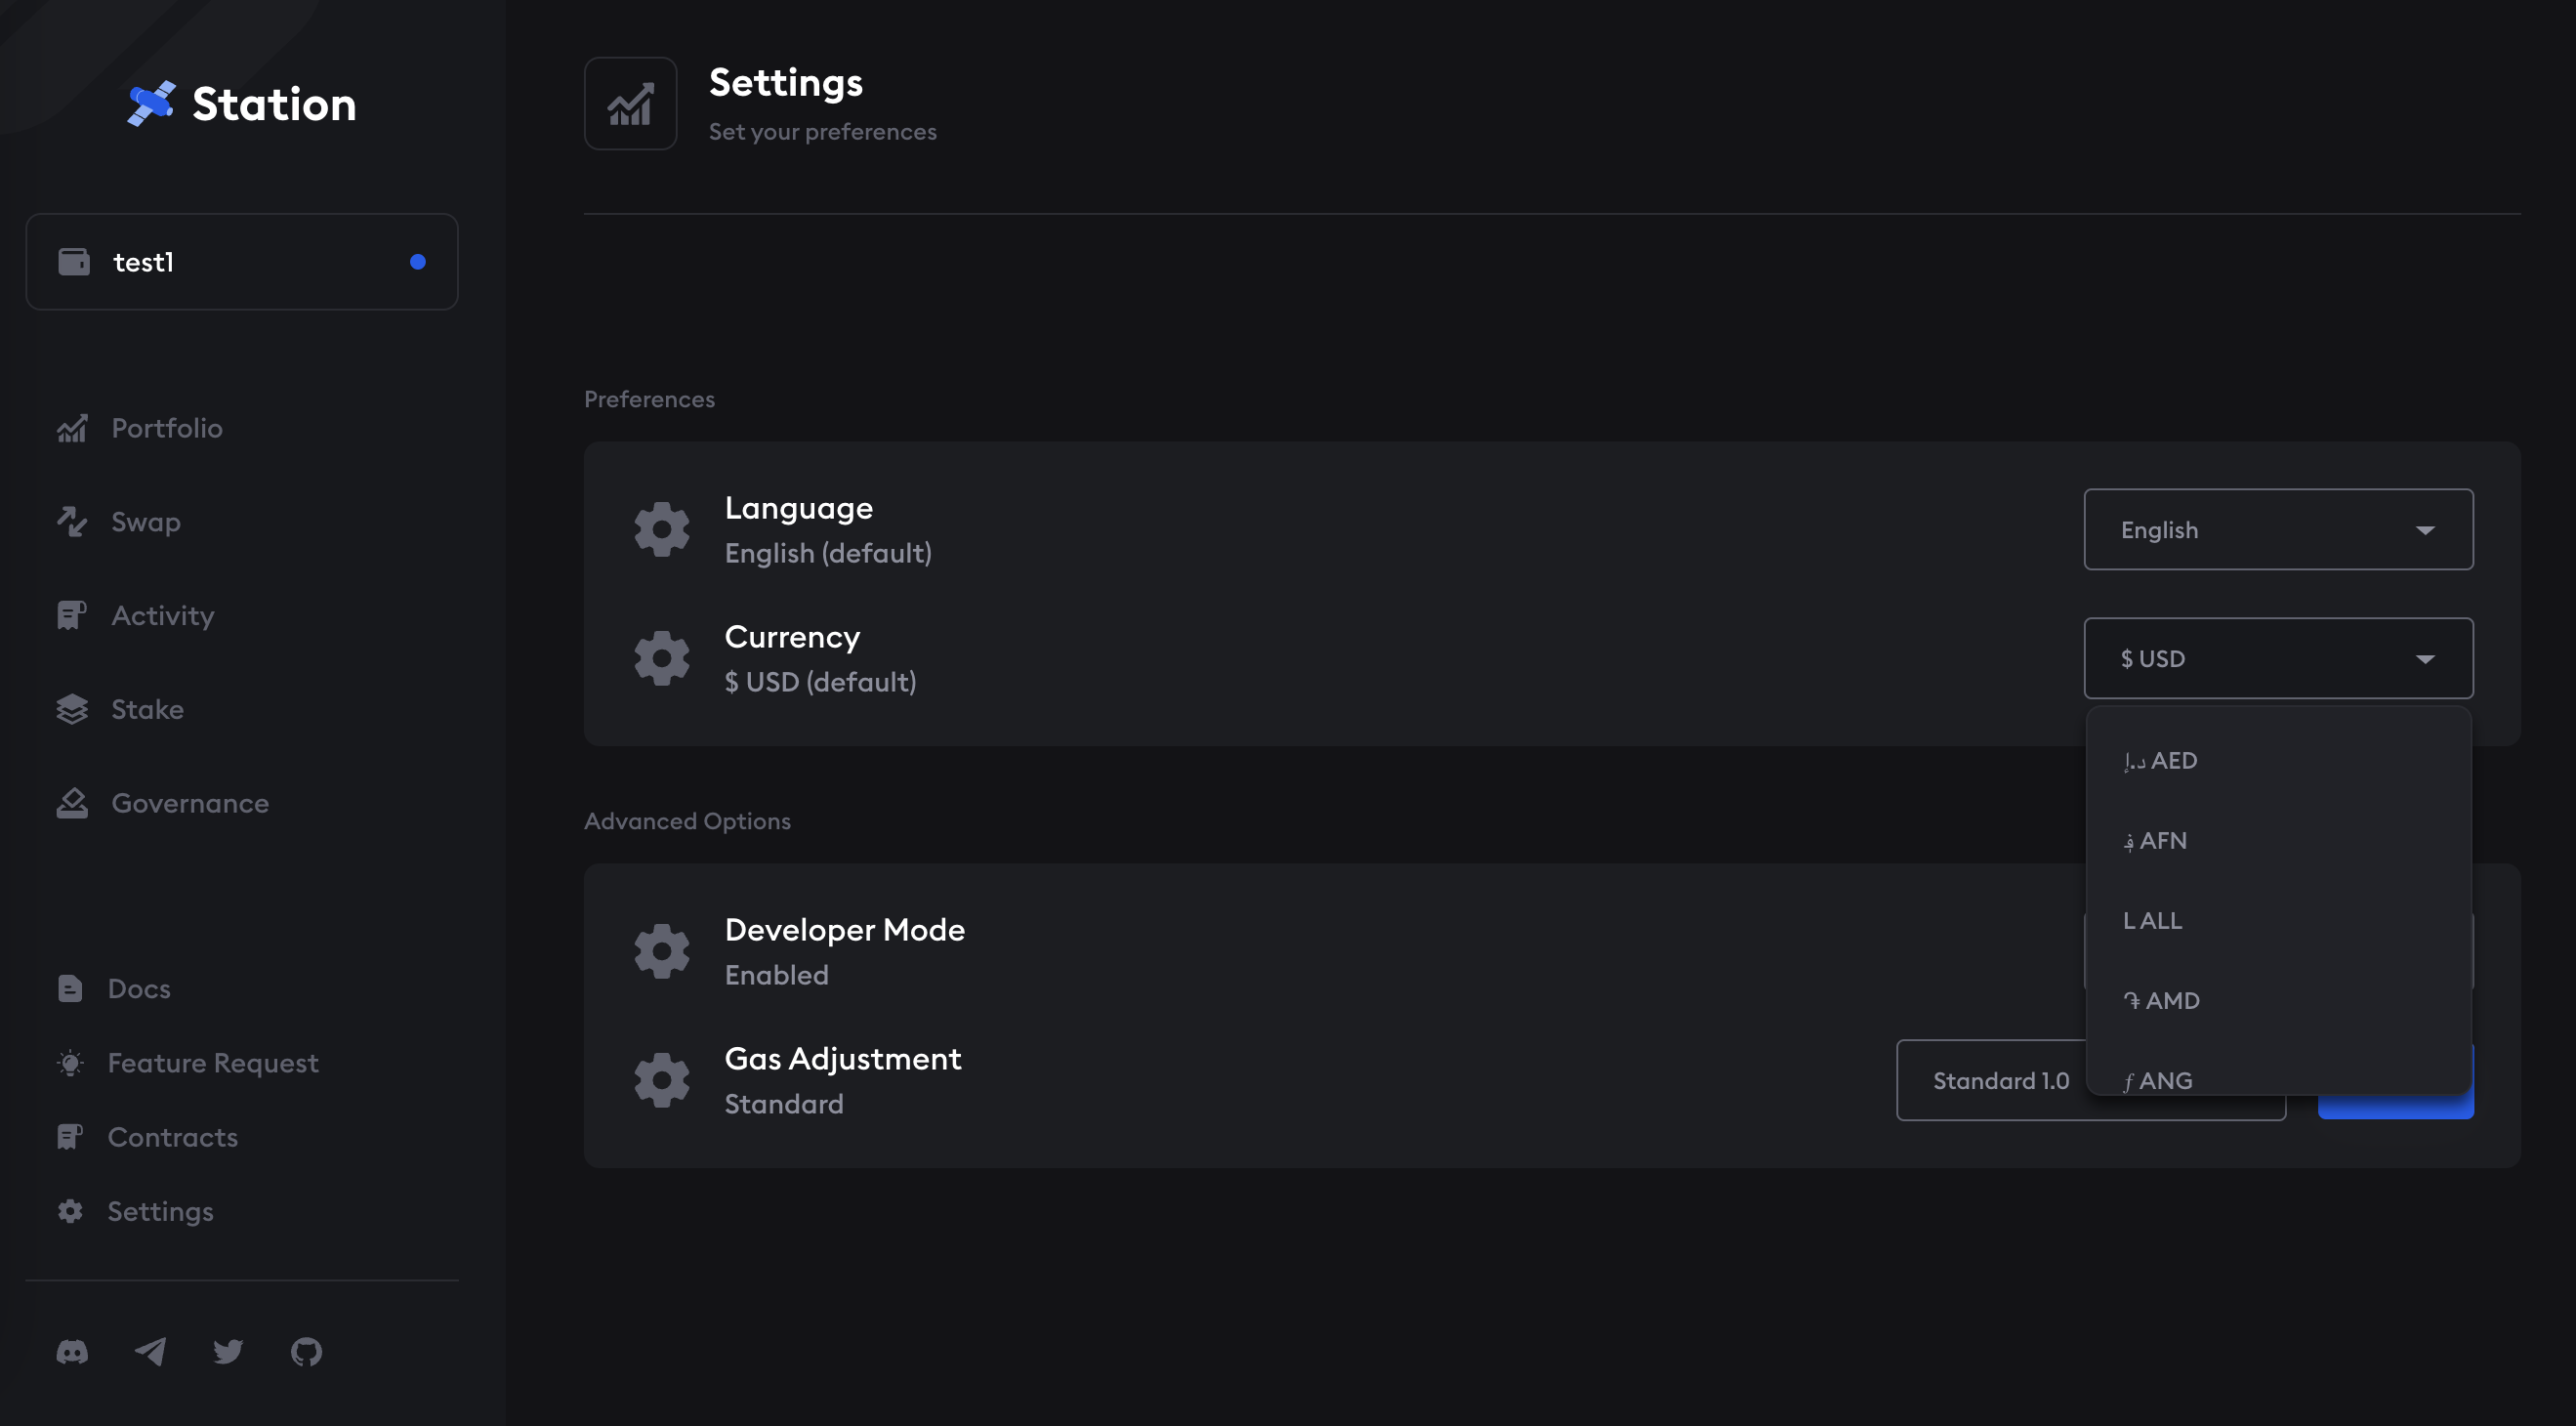 Station
test1
Portfolio
Swap
Activity
Stake
Governance
Docs
Feature Request
Contracts
Settings
Settings
Set your preferences
Preferences
Language
English (default)
English
Currency
$ USD (default)
$ USD
د.إ AED
؋ AFN
L ALL
֏ AMD
ƒ ANG
Advanced Options
Developer Mode
Enabled
Gas Adjustment
Standard
Standard 1.0